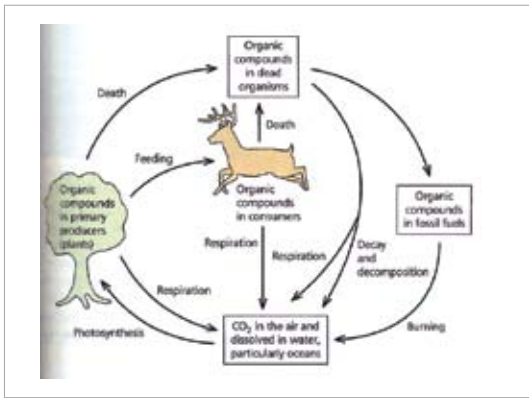 Organic
compounds
in dead
organisms
Death
Death
Feeding
Organic
compounds
in primary
producers
(plants)
Organic
compounds
in consumers
Organic
compounds
in fossil fuels
Respiration
Respiration
Decay
and
decomposition
Respiration
Photosynthesis
Burning
CO₂ in the air and
dissolved in water,
particularly oceans